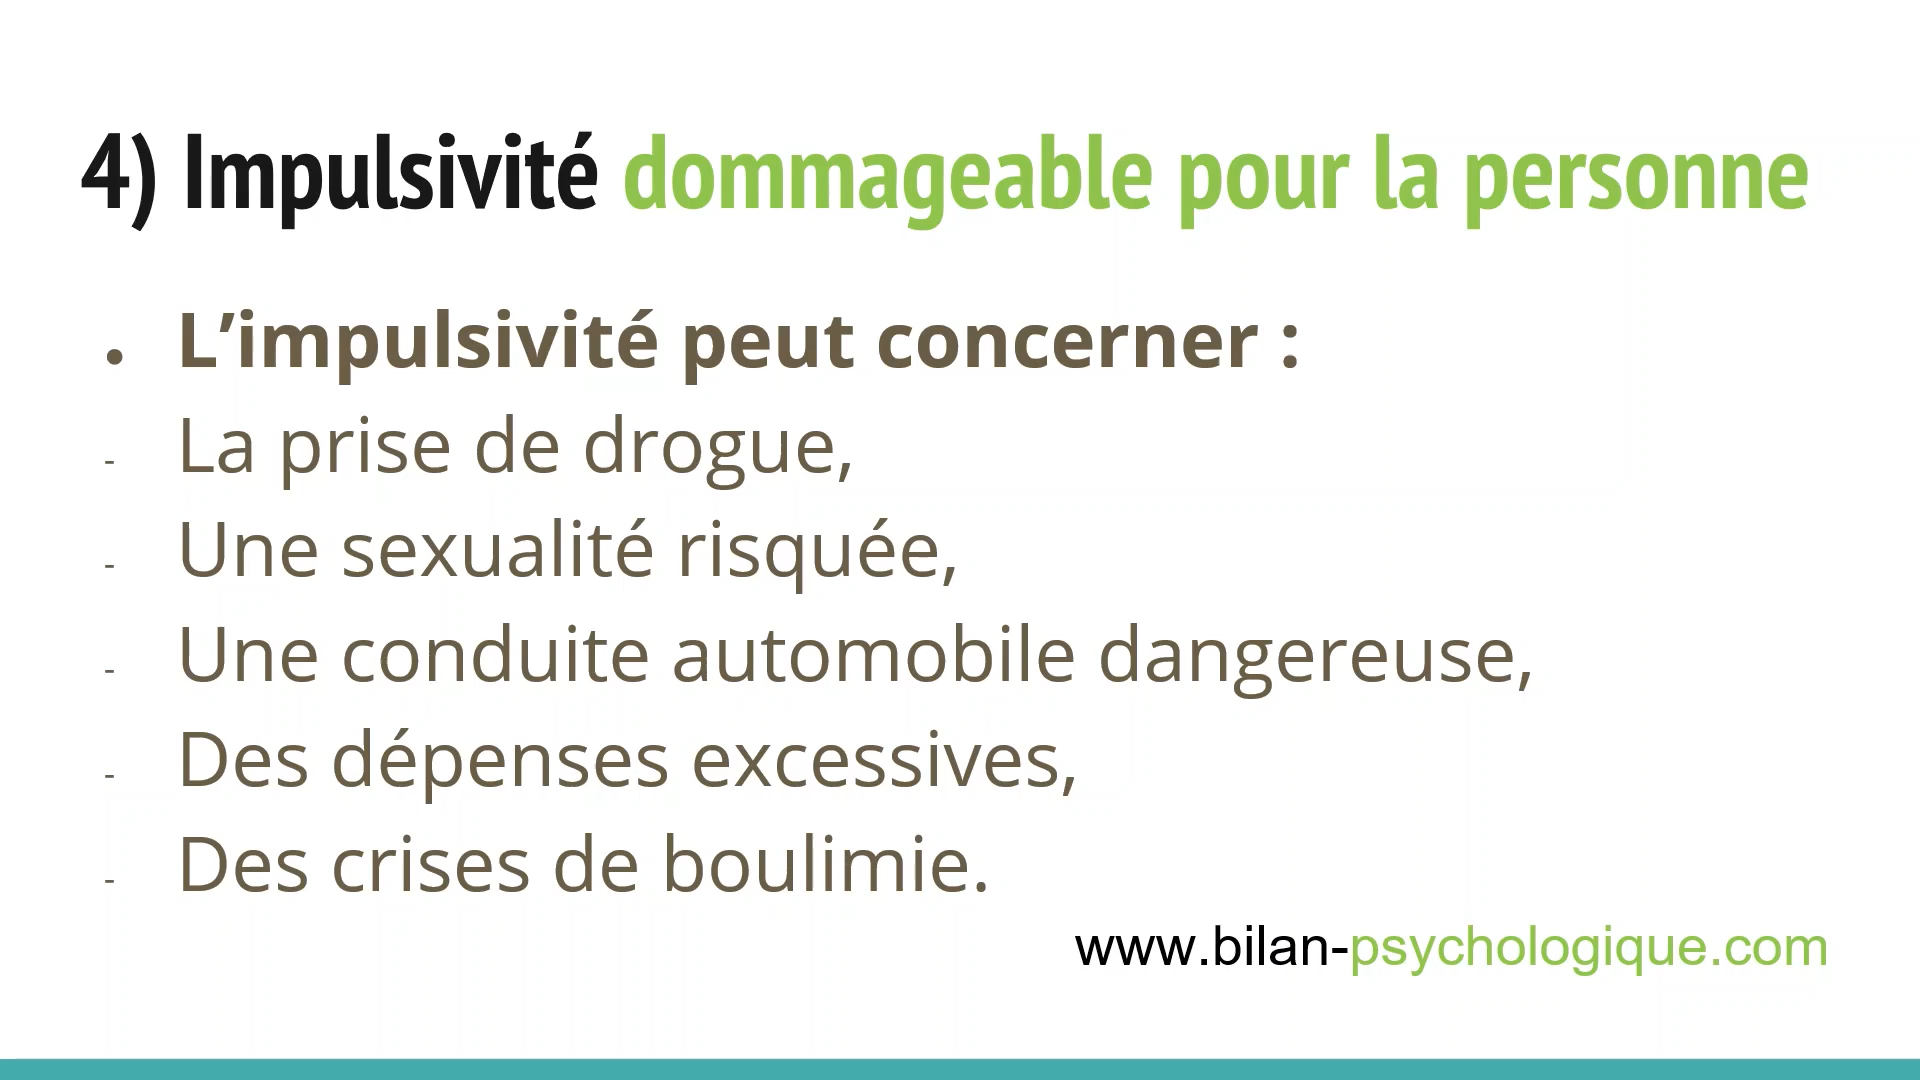 4) Impulsivité dommageable pour la personne
• L’impulsivité peut concerner :
- La prise de drogue,
- Une sexualité risquée,
- Une conduite automobile dangereuse,
- Des dépenses excessives,
- Des crises de boulimie.
www.bilan-psychologique.com